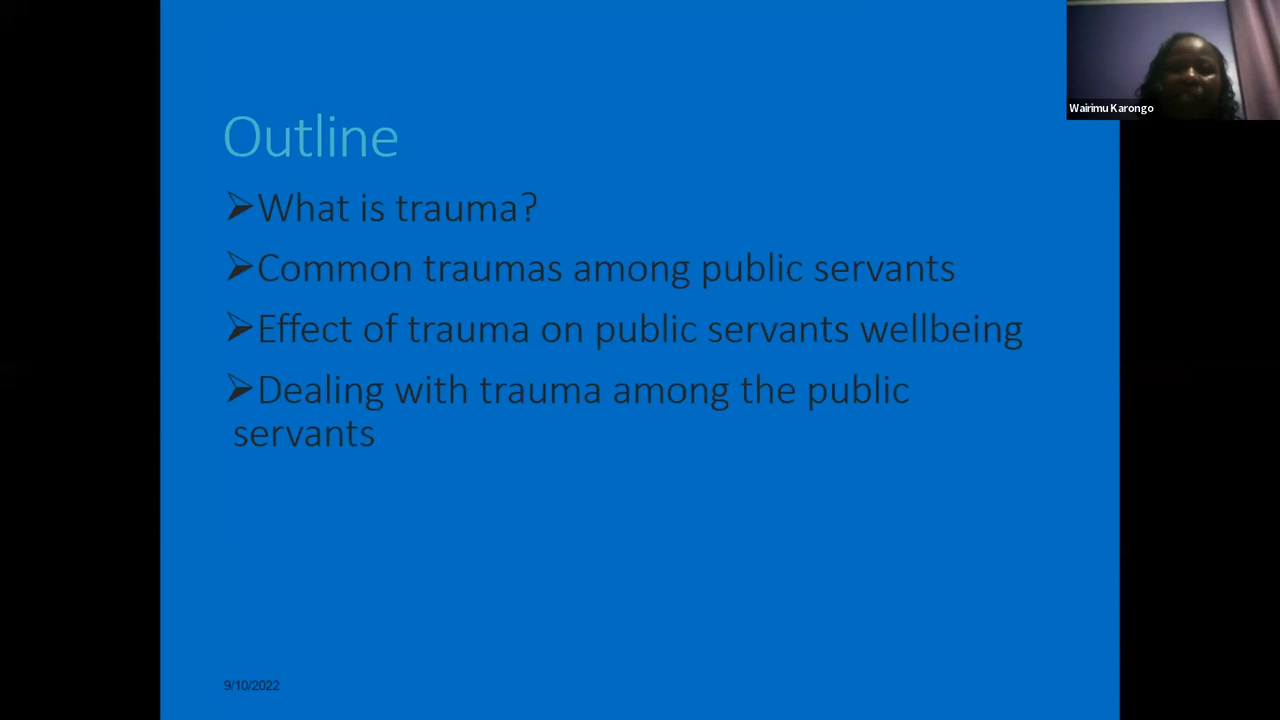 Wairimu Karongo
Outline
➢What is trauma?
➢Common traumas among public servants
➢Effect of trauma on public servants wellbeing
➢Dealing with trauma among the public
servants
9/10/2022